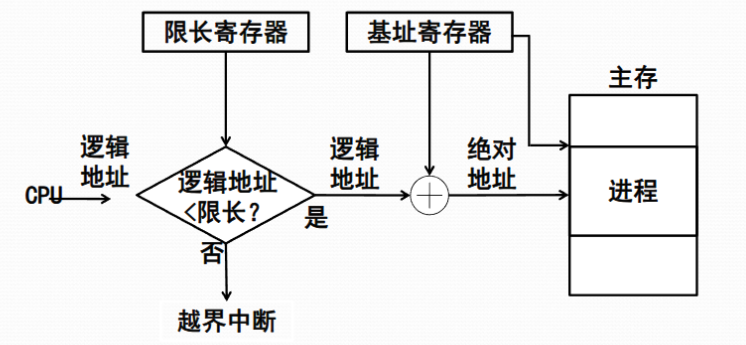 限长寄存器
基址寄存器
主存
CPU
逻辑
地址
逻辑地址
<限长？
是
否
逻辑
地址
绝对
地址
进程
越界中断